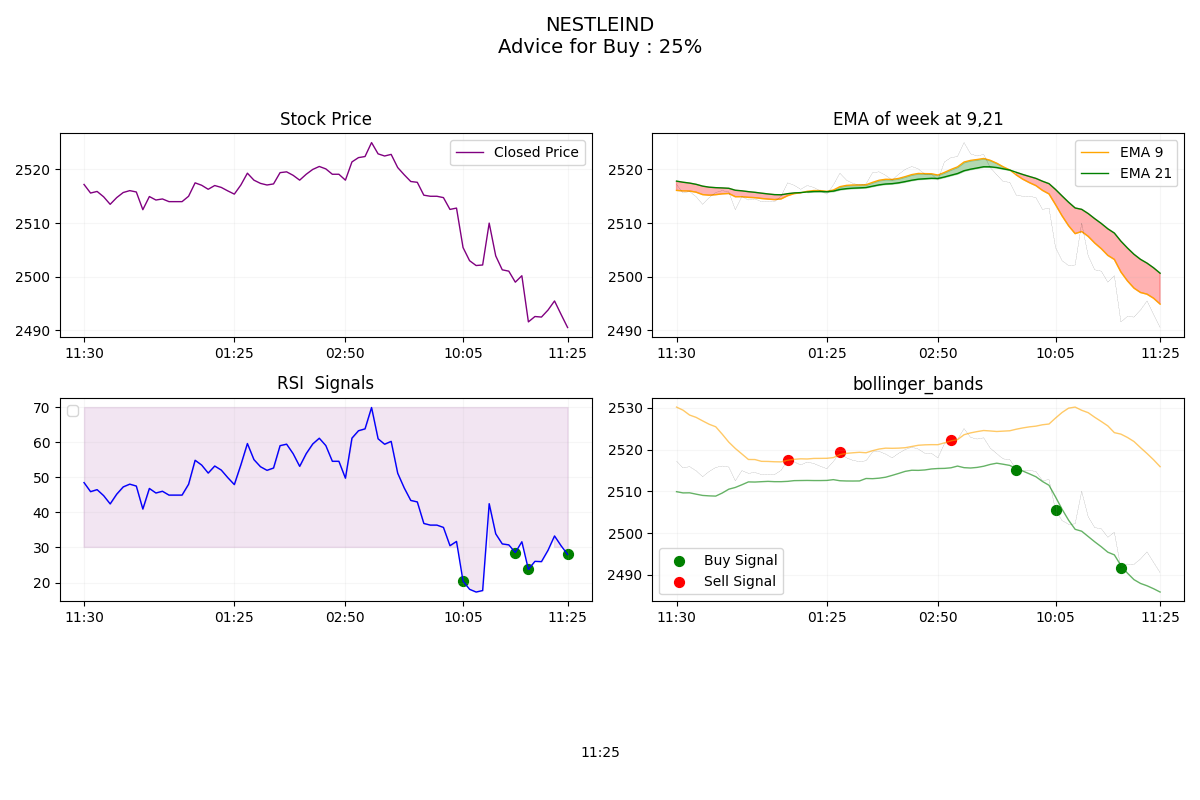 NESTLEIND
Advice for Buy : 25%
Stock Price
2520
2510
2500
2490
Closed Price
11:30 01:25 02:50 10:05 11:25
EMA of week at 9,21
2520
2510
2500
2490
EMA 9
EMA 21
11:30 01:25 02:50 10:05 11:25
RSI  Signals
70
60
50
40
30
20
11:30 01:25 02:50 10:05 11:25
bollinger_bands
2530
2520
2510
2500
2490
Buy Signal
Sell Signal
11:30 01:25 02:50 10:05 11:25
11:25